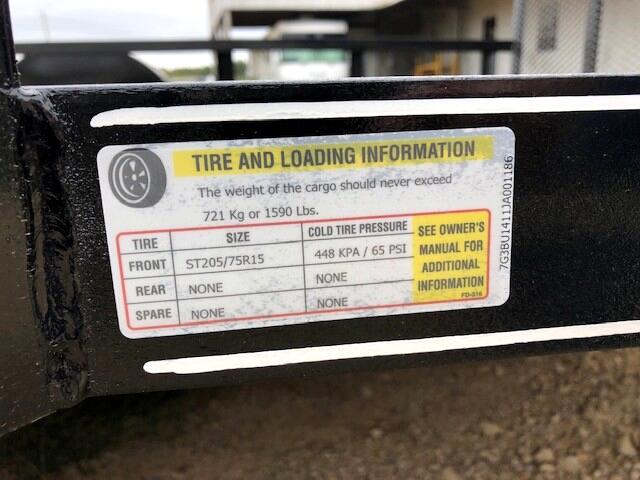 TIRE AND LOADING INFORMATION
The weight of the cargo should never exceed
721 Kg or 1590 Lbs.
TIRE SIZE COLD TIRE PRESSURE
FRONT ST205/75R15 448 KPA / 65 PSI
REAR NONE NONE
SPARE NONE NONE
SEE OWNER'S
MANUAL FOR
ADDITIONAL
INFORMATION
FD-316
7G3BU1411JA001186